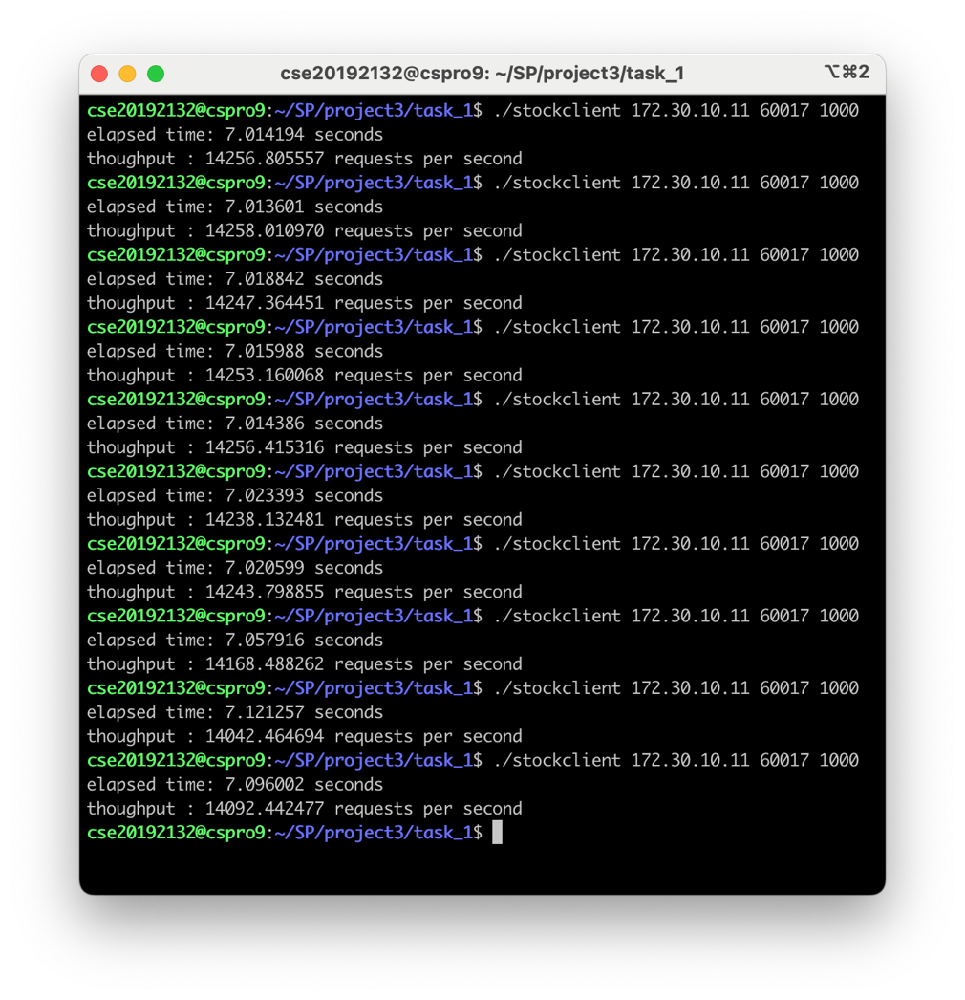 cse20192132@cspro9: ~/SP/project3/task_1 ⌥⌘2
cse20192132@cspro9:~/SP/project3/task_1$ ./stockclient 172.30.10.11 60017 1000
elapsed time: 7.014194 seconds
thoughput : 14256.805557 requests per second
cse20192132@cspro9:~/SP/project3/task_1$ ./stockclient 172.30.10.11 60017 1000
elapsed time: 7.013601 seconds
thoughput : 14258.010970 requests per second
cse20192132@cspro9:~/SP/project3/task_1$ ./stockclient 172.30.10.11 60017 1000
elapsed time: 7.018842 seconds
thoughput : 14247.364451 requests per second
cse20192132@cspro9:~/SP/project3/task_1$ ./stockclient 172.30.10.11 60017 1000
elapsed time: 7.015988 seconds
thoughput : 14253.160068 requests per second
cse20192132@cspro9:~/SP/project3/task_1$ ./stockclient 172.30.10.11 60017 1000
elapsed time: 7.014386 seconds
thoughput : 14256.415316 requests per second
cse20192132@cspro9:~/SP/project3/task_1$ ./stockclient 172.30.10.11 60017 1000
elapsed time: 7.023393 seconds
thoughput : 14238.132481 requests per second
cse20192132@cspro9:~/SP/project3/task_1$ ./stockclient 172.30.10.11 60017 1000
elapsed time: 7.020599 seconds
thoughput : 14243.798855 requests per second
cse20192132@cspro9:~/SP/project3/task_1$ ./stockclient 172.30.10.11 60017 1000
elapsed time: 7.057916 seconds
thoughput : 14168.488262 requests per second
cse20192132@cspro9:~/SP/project3/task_1$ ./stockclient 172.30.10.11 60017 1000
elapsed time: 7.121257 seconds
thoughput : 14042.464694 requests per second
cse20192132@cspro9:~/SP/project3/task_1$ ./stockclient 172.30.10.11 60017 1000
elapsed time: 7.096002 seconds
thoughput : 14092.442477 requests per second
cse20192132@cspro9:~/SP/project3/task_1$